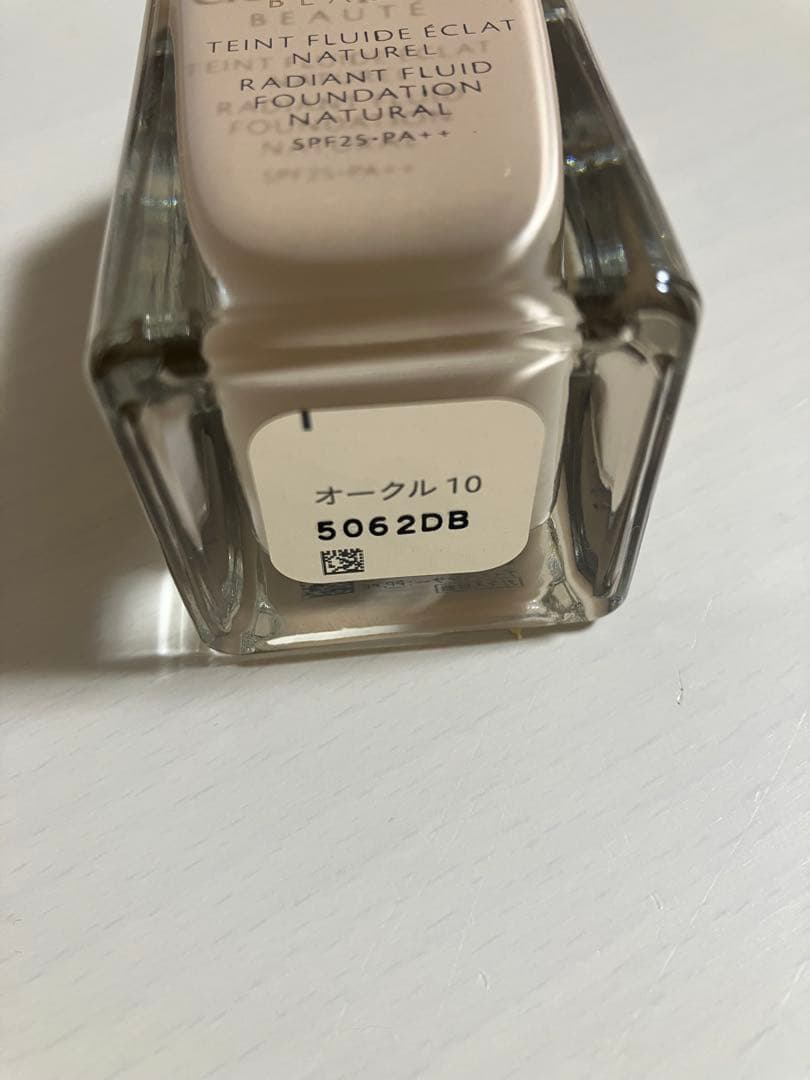 BEAUTÉ
TEINT FLUIDE ÉCLAT
NATUREL
RADIANT FLUID
FOUNDATION
NATURAL
SPF25・PA++
オークル 10
5062DB